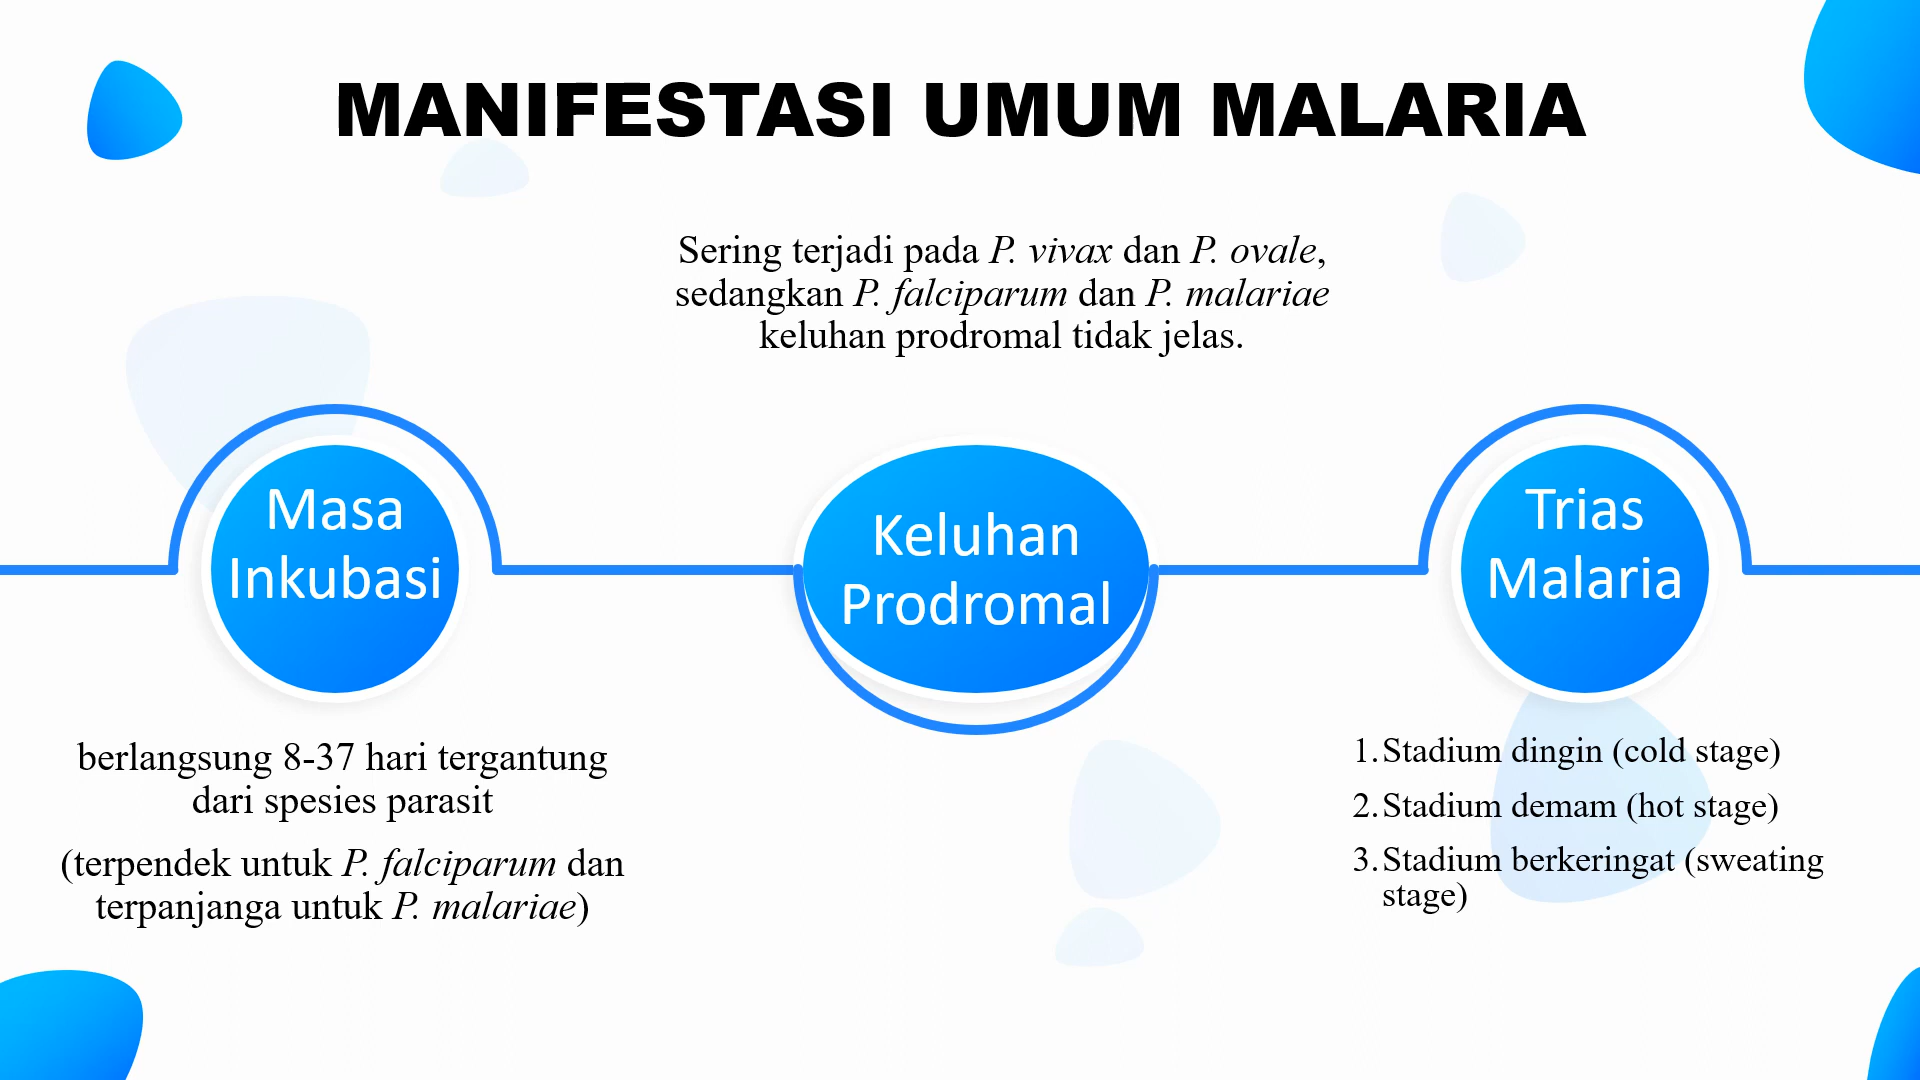 MANIFESTASI UMUM MALARIA
Sering terjadi pada P. vivax dan P. ovale,
sedangkan P. falciparum dan P. malariae
keluhan prodromal tidak jelas.
Masa
Inkubasi
Keluhan
Prodromal
Trias
Malaria
berlangsung 8-37 hari tergantung
dari spesies parasit
(terpendek untuk P. falciparum dan
terpanjanga untuk P. malariae)
1. Stadium dingin (cold stage)
2. Stadium demam (hot stage)
3. Stadium berkeringat (sweating
stage)